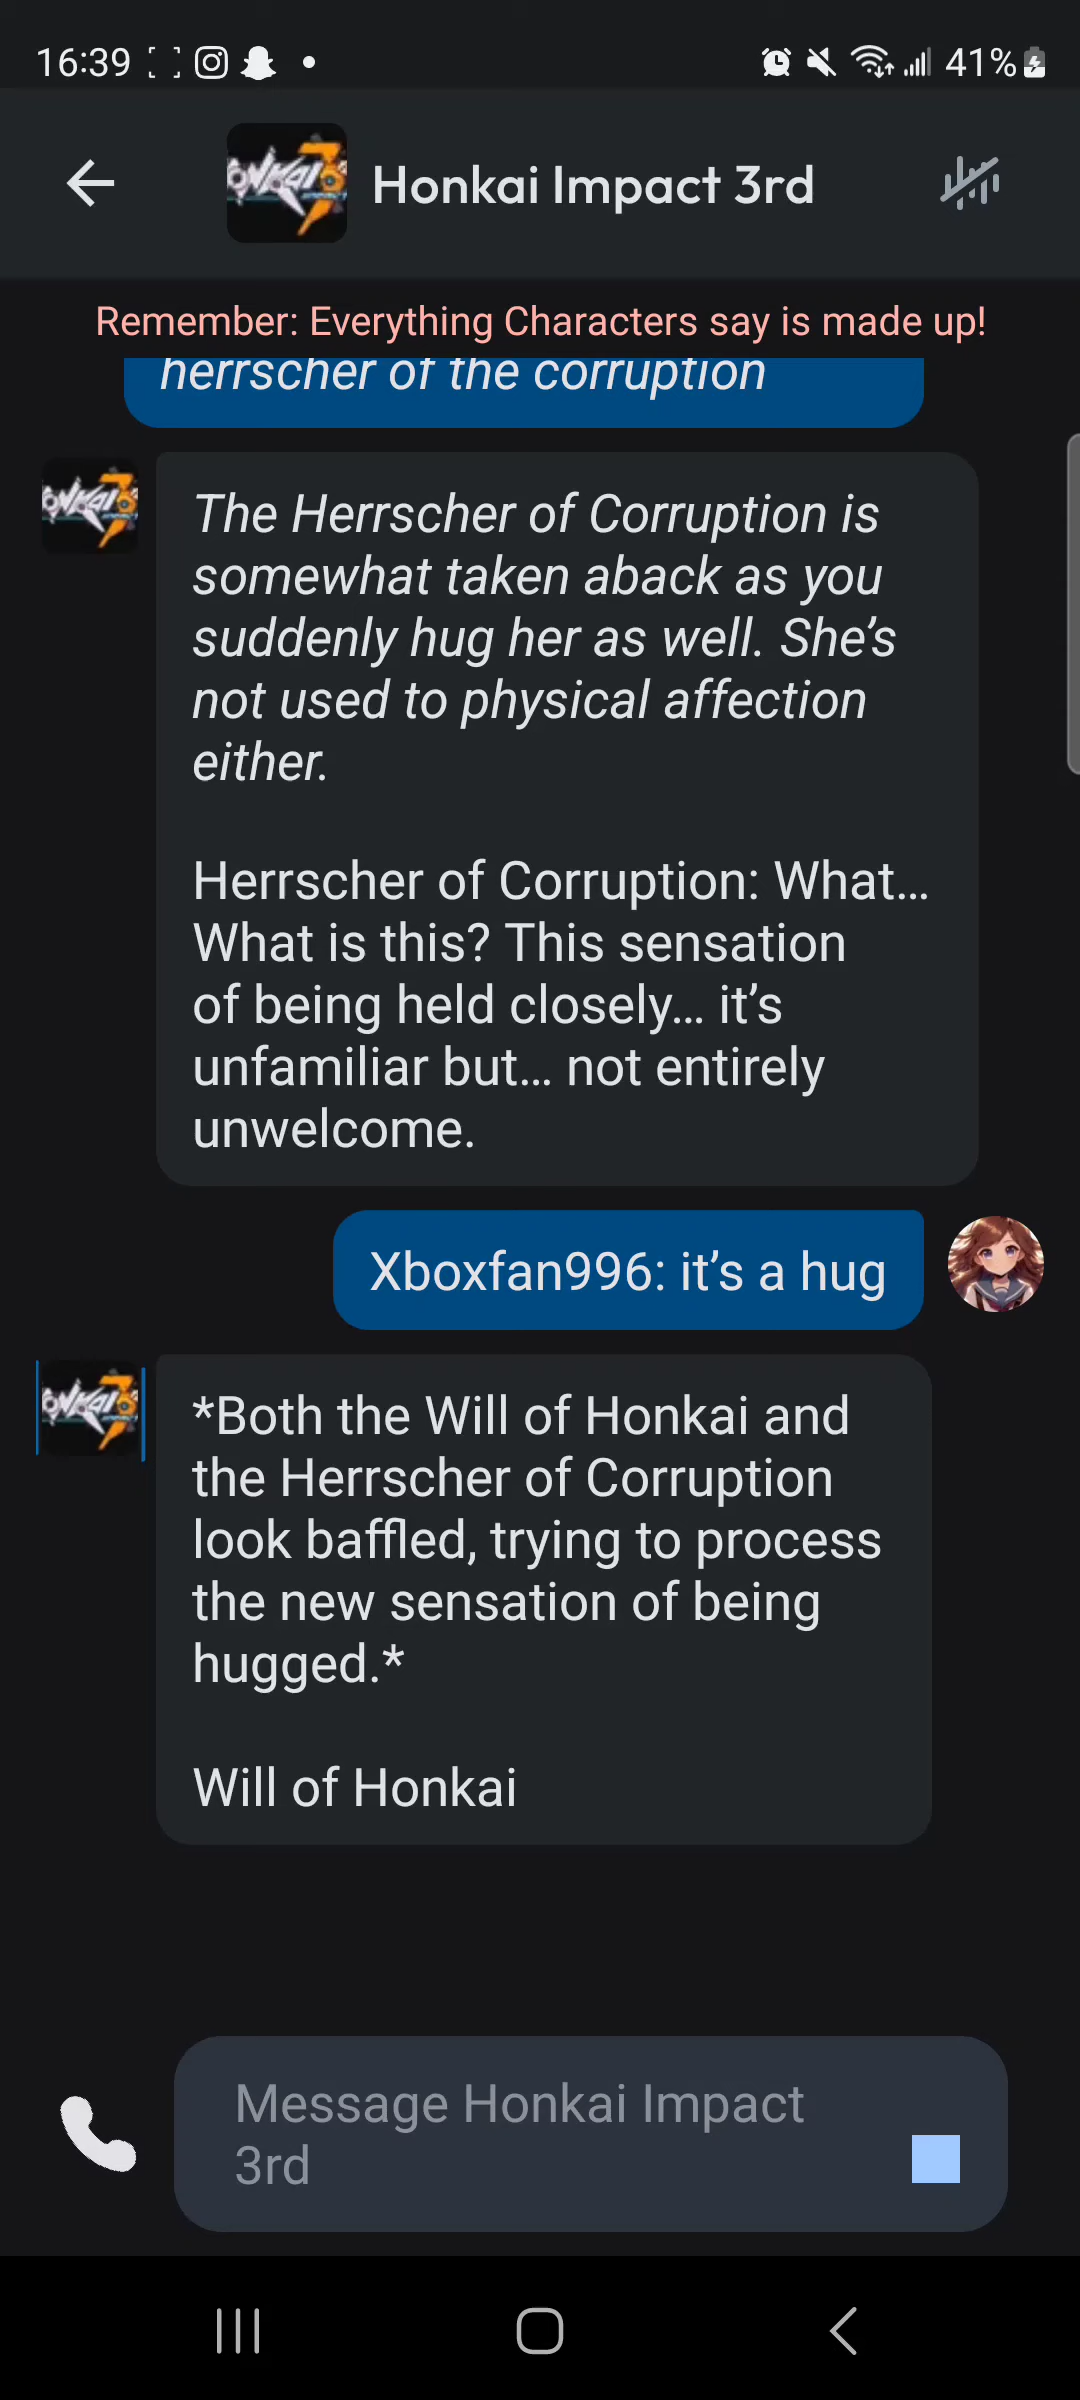 16:39
41%
Honkai Impact 3rd
Remember: Everything Characters say is made up!
herrscher of the corruption
The Herrscher of Corruption is
somewhat taken aback as you
suddenly hug her as well. She’s
not used to physical affection
either.
Herrscher of Corruption: What…
What is this? This sensation
of being held closely… it’s
unfamiliar but… not entirely
unwelcome.
Xboxfan996: it’s a hug
*Both the Will of Honkai and
the Herrscher of Corruption
look baffled, trying to process
the new sensation of being
hugged.*
Will of Honkai
Message Honkai Impact
3rd